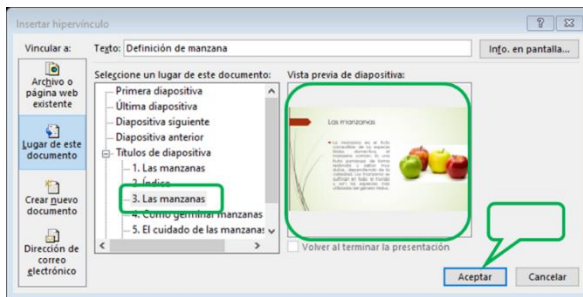 Insertar hipervínculo
Vincular a:
Texto: Definición de manzana
Info. en pantalla...
Archivo o
página web
existente
Lugar de este
documento
Crear nuevo
documento
Dirección de
correo
electrónico
Seleccione un lugar de este documento:
Primera diapositiva
Última diapositiva
Diapositiva siguiente
Diapositiva anterior
Títulos de diapositiva
1. Las manzanas
2. Índice
3. Las manzanas
4. Como germinar manzanas
5. El cuidado de las manzanas
Vista previa de diapositiva:
Las manzanas
Volver al terminar la presentación
Aceptar
Cancelar